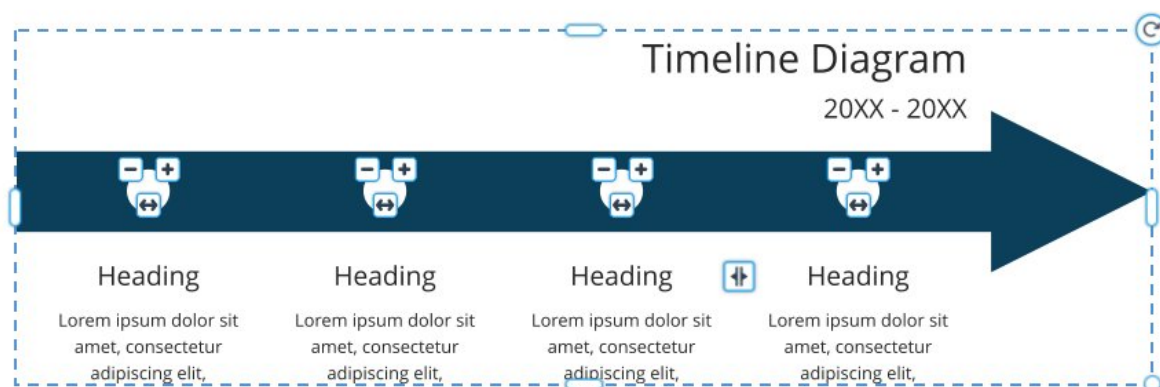 Timeline Diagram
20XX - 20XX
Heading
Lorem ipsum dolor sit
amet, consectetur
adipiscing elit,
Heading
Lorem ipsum dolor sit
amet, consectetur
adipiscing elit,
Heading
Lorem ipsum dolor sit
amet, consectetur
adipiscing elit,
Heading
Lorem ipsum dolor sit
amet, consectetur
adipiscing elit,